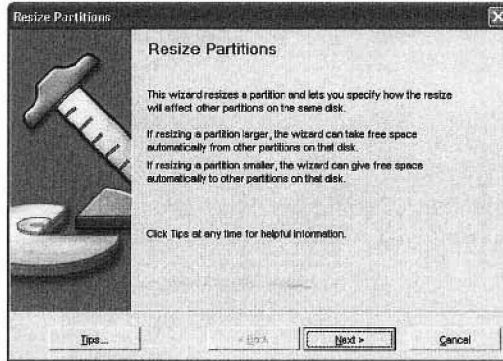 Resize Partitions
Resize Partitions
This wizard resizes a partition and lets you specify how the resize
will affect other partitions on the same disk.
If resizing a partition larger, the wizard can take free space
automatically from other partitions on that disk.
If resizing a partition smaller, the wizard can give free space
automatically to other partitions on that disk.
Click Tips at any time for helpful information.
Tips...
< Back
Next >
Cancel